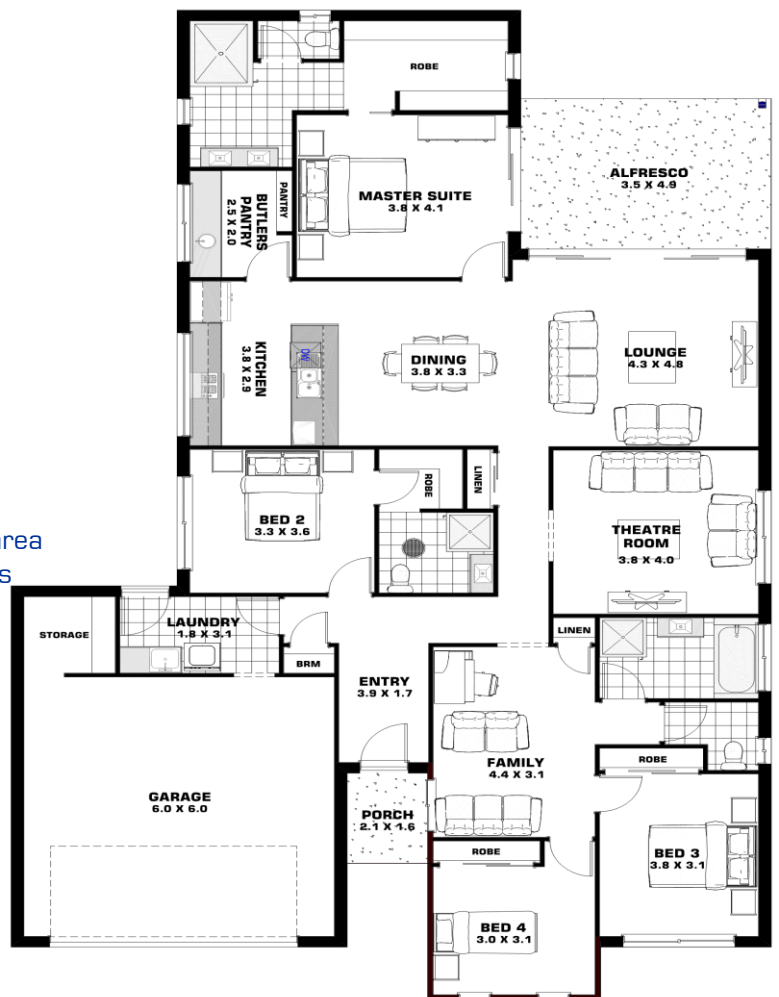 ROBE
ALFRESCO
3.5 X 4.9
MASTER SUITE
3.8 X 4.1
PANTRY
BUTLERS
PANTRY
2.5 X 2.0
KITCHEN
3.8 X 2.9
DW
DINING
3.8 X 3.3
LOUNGE
4.3 X 4.8
BED 2
3.3 X 3.6
ROBE
LINEN
THEATRE
ROOM
3.8 X 4.0
area
s
STORAGE
LAUNDRY
1.8 X 3.1
BRM
LINEN
ENTRY
3.9 X 1.7
FAMILY
4.4 X 3.1
ROBE
GARAGE
6.0 X 6.0
PORCH
2.1 X 1.6
ROBE
BED 3
3.8 X 3.1
BED 4
3.0 X 3.1